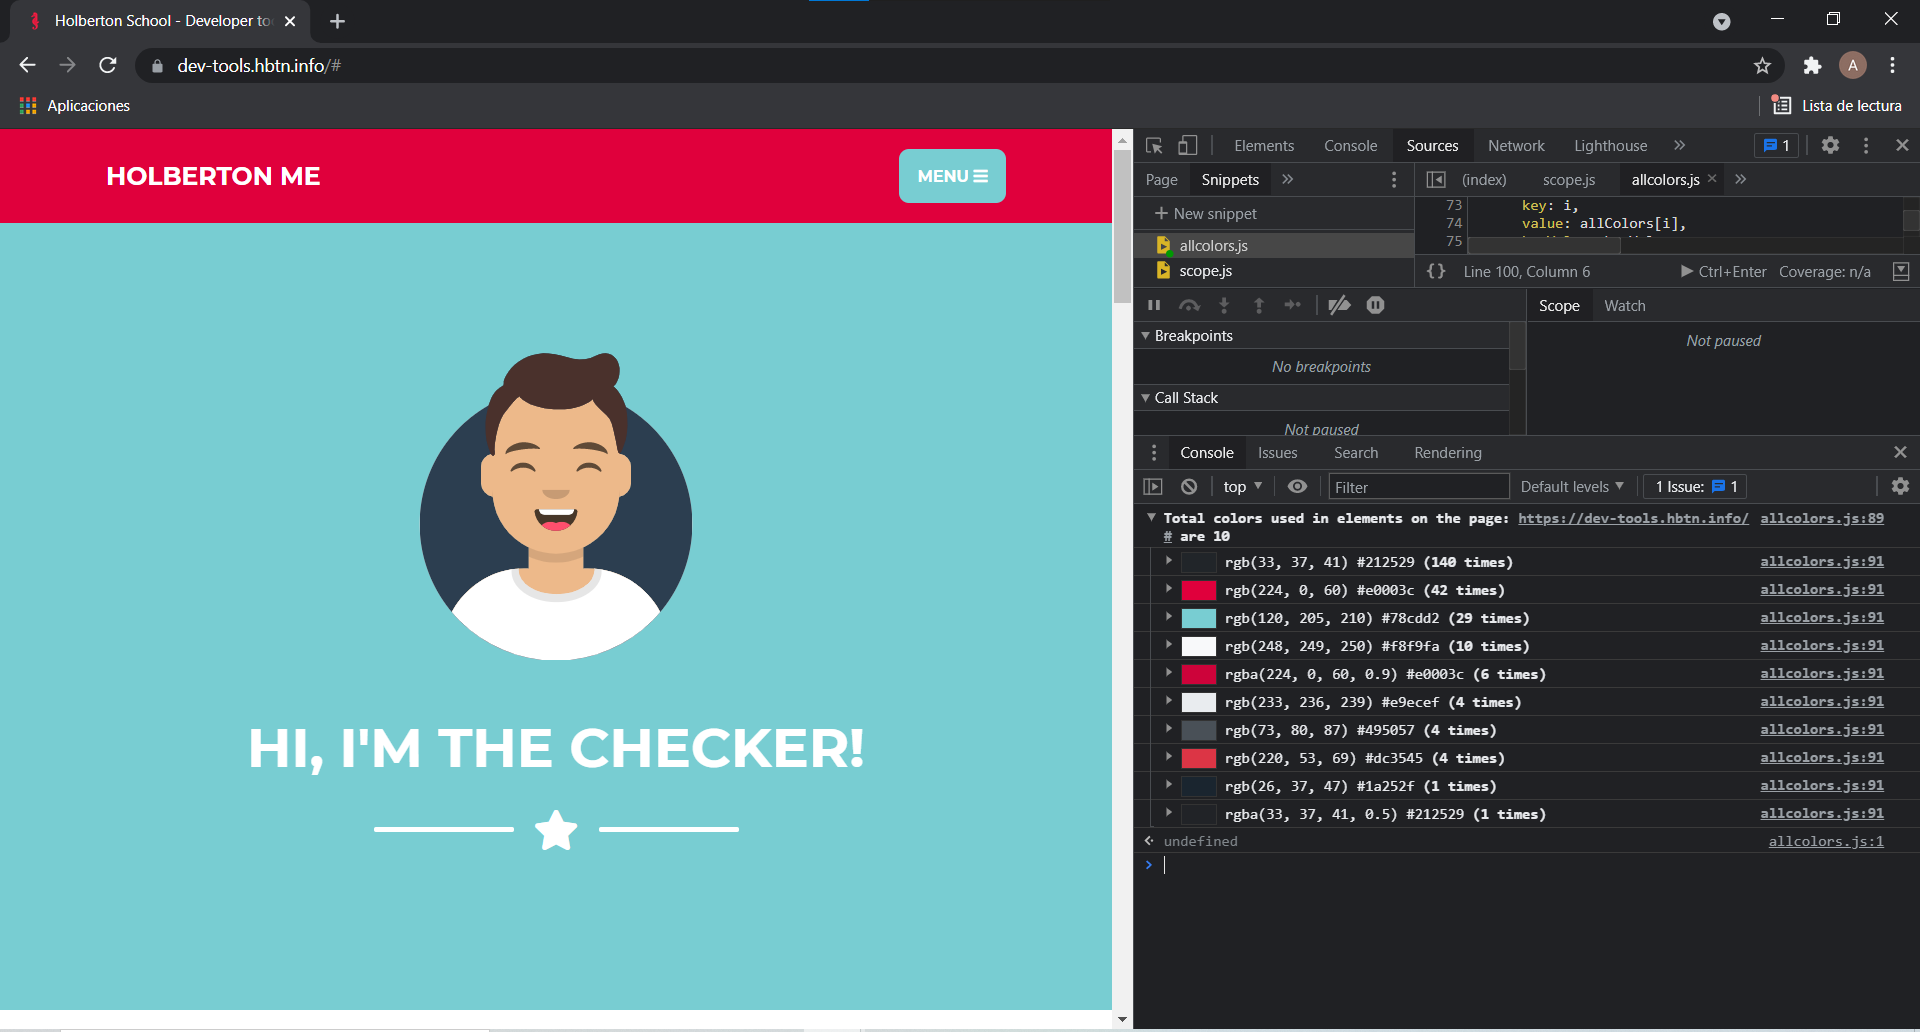 Holberton School - Developer to
dev-tools.hbtn.info/#
A
Aplicaciones
Lista de lectura
HOLBERTON ME
MENU
HI, I'M THE CHECKER!
Elements Console Sources Network Lighthouse » 1
Page Snippets »
(index) scope.js allcolors.js »
New snippet
allcolors.js
scope.js
73 key: i,
74 value: allColors[i],
75
{} Line 100, Column 6 Ctrl+Enter Coverage: n/a
Scope Watch
Breakpoints
No breakpoints
Call Stack
Not paused
Not paused
Console Issues Search Rendering
top Filter Default levels 1 Issue: 1
Total colors used in elements on the page: https://dev-tools.hbtn.info/ allcolors.js:89
# are 10
rgb(33, 37, 41) #212529 (140 times) allcolors.js:91
rgb(224, 0, 60) #e0003c (42 times) allcolors.js:91
rgb(120, 205, 210) #78cdd2 (29 times) allcolors.js:91
rgb(248, 249, 250) #f8f9fa (10 times) allcolors.js:91
rgba(224, 0, 60, 0.9) #e0003c (6 times) allcolors.js:91
rgb(233, 236, 239) #e9ecef (4 times) allcolors.js:91
rgb(73, 80, 87) #495057 (4 times) allcolors.js:91
rgb(220, 53, 69) #dc3545 (4 times) allcolors.js:91
rgb(26, 37, 47) #1a252f (1 times) allcolors.js:91
rgba(33, 37, 41, 0.5) #212529 (1 times) allcolors.js:91
undefined allcolors.js:1